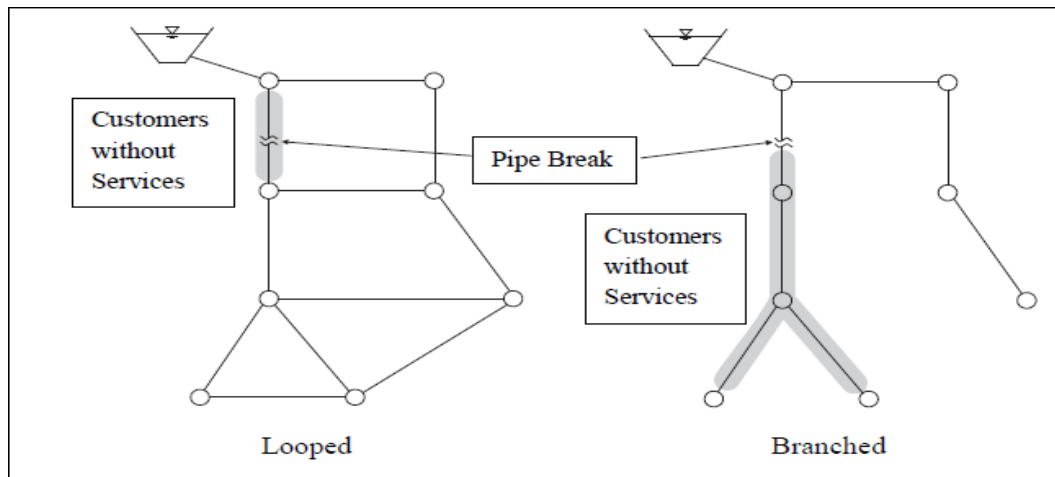 Customers
without
Services
Pipe Break
Customers
without
Services
Looped
Branched